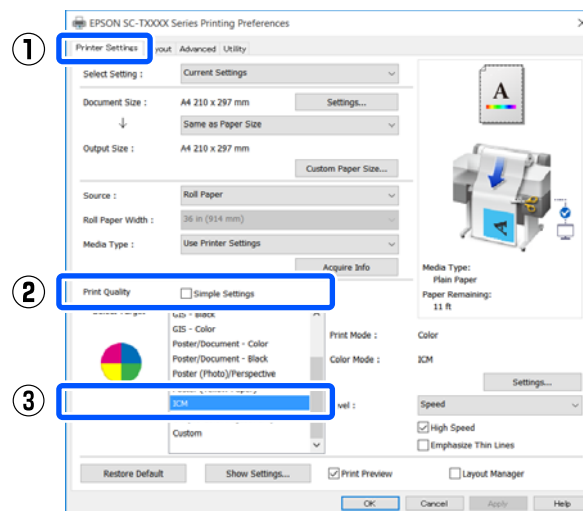 EPSON SC-TXXXX Series Printing Preferences
1
Printer Settings yout Advanced Utility
Select Setting : Current Settings
Document Size : A4 210 x 297 mm Settings...
Same as Paper Size
Output Size : A4 210 x 297 mm
Custom Paper Size...
Source : Roll Paper
Roll Paper Width : 36 in (914 mm)
Media Type : Use Printer Settings
Acquire Info
A
A
Media Type:
Plain Paper
Paper Remaining:
11 ft
2
Print Quality Simple Settings
GIS - Color
Poster/Document - Color
Poster/Document - Black
Poster (Photo)/Perspective
Print Mode : Color
Color Mode : ICM
Settings...
3
ICM
vel : Speed
Custom
High Speed
Emphasize Thin Lines
Restore Default Show Settings... Print Preview Layout Manager
OK Cancel Apply Help